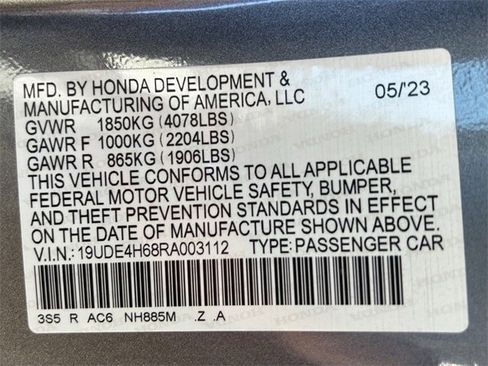 MFD. BY HONDA DEVELOPMENT &
MANUFACTURING OF AMERICA, LLC 05/'23
GVWR 1850KG (4078LBS)
GAWR F 1000KG (2204LBS)
GAWR R 865KG (1906LBS)
THIS VEHICLE CONFORMS TO ALL APPLICABLE
FEDERAL MOTOR VEHICLE SAFETY, BUMPER,
AND THEFT PREVENTION STANDARDS IN EFFECT
ON THE DATE OF MANUFACTURE SHOWN ABOVE.
V.I.N.: 19UDE4H68RA003112 TYPE: PASSENGER CAR
3S5 R AC6 NH885M .Z .A